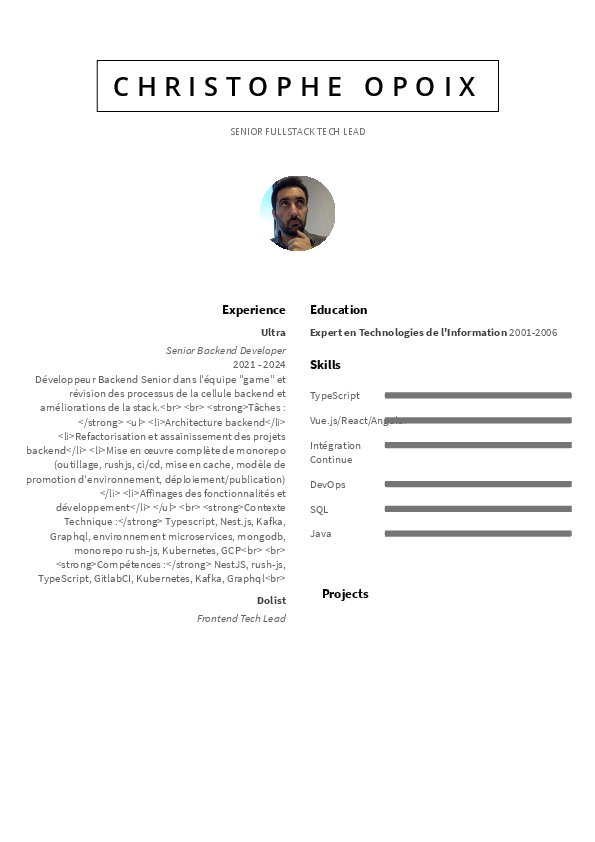 CHRISTOPHE OPOIX
SENIOR FULLSTACK TECH LEAD
Experience
Ultra
Senior Backend Developer
2021 - 2024
Développeur Backend Senior dans l'équipe "game" et
révision des processus de la cellule backend et
améliorations de la stack.<br> <br> <strong>Tâches :
</strong> <ul> <li>Architecture backend</li>
<li>Refactorisation et assainissement des projets
backend</li> <li>Mise en œuvre complète de monorepo
(outillage, rushjs, ci/cd, mise en cache, modèle de
promotion d'environnement, déploiement/publication)
</li> <li>Affinages des fonctionnalités et
développement</li> </ul> <br> <strong>Contexte
Technique :</strong> Typescript, Nest.js, Kafka,
Graphql, environnement microservices, mongodb,
monorepo rush-js, Kubernetes, GCP<br> <br>
<strong>Compétences :</strong> NestJS, rush-js,
TypeScript, GitlabCI, Kubernetes, Kafka, Graphql<br>
Dolist
Frontend Tech Lead
Education
Expert en Technologies de l'Information 2001-2006
Skills
TypeScript
Vue.js/React/Angular
Intégration
Continue
DevOps
SQL
Java
Projects